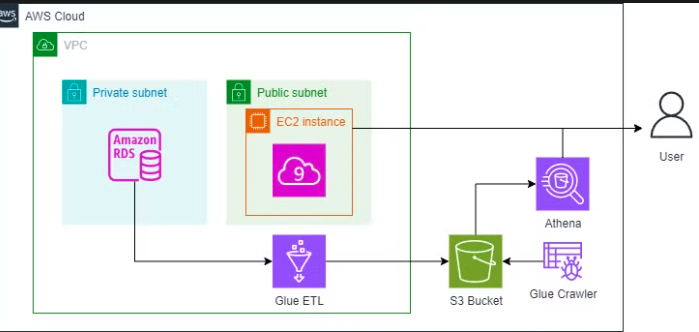 aws
AWS Cloud
VPC
Private subnet
Public subnet
EC2 instance
Amazon
RDS
9
User
Athena
Glue ETL
S3 Bucket
Glue Crawler